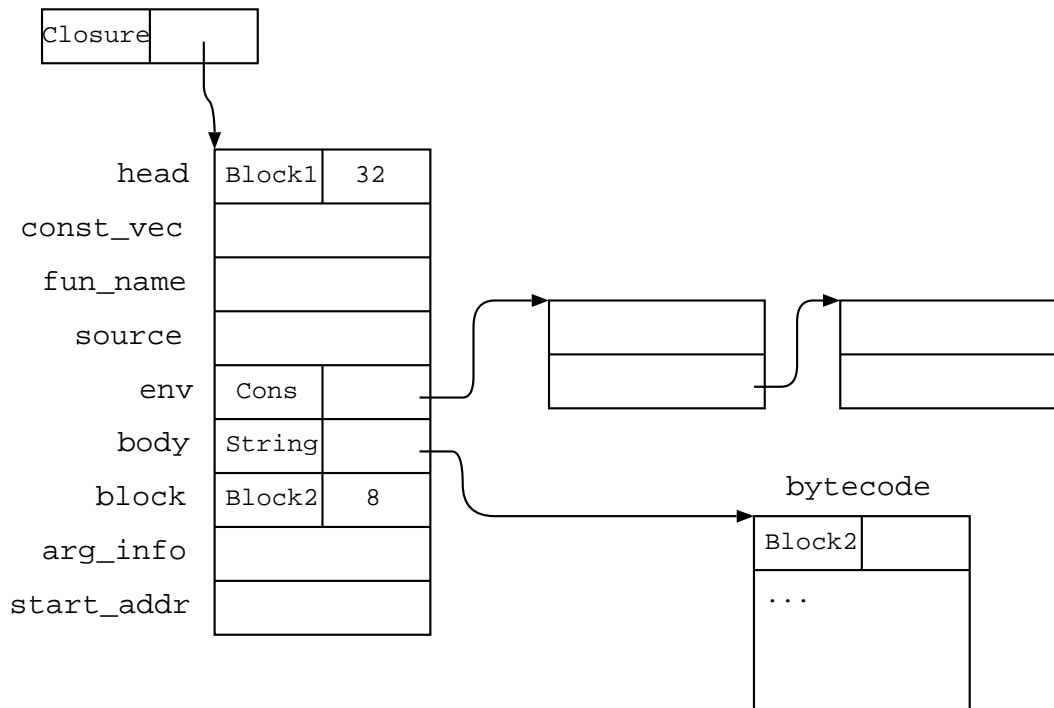 Closure
head Block1 32
const_vec
fun_name
source
env Cons
body String
block Block2 8
arg_info
start_addr
bytecode
Block2
...